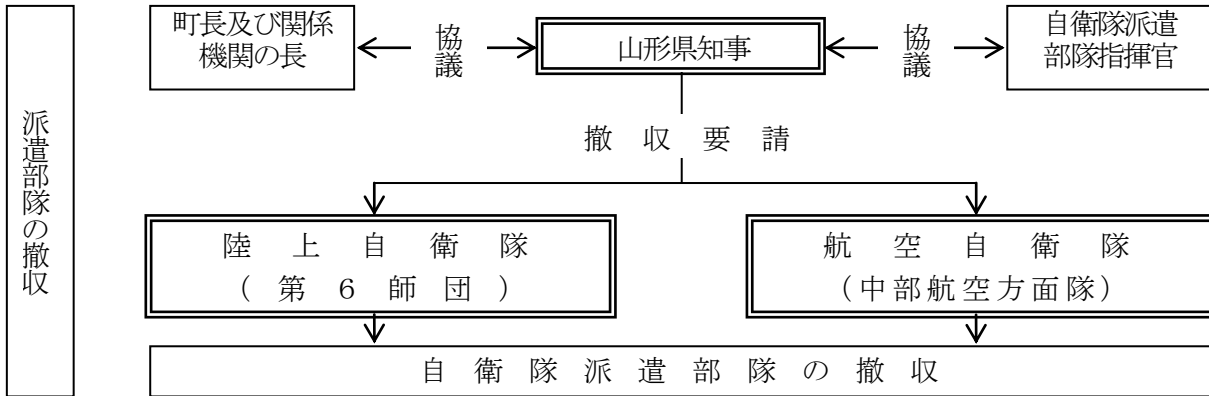 派遣部隊の撤収
町長及び関係
機関の長
協議
山形県知事
協議
自衛隊派遣
部隊指揮官
撤収要請
陸上自衛隊
(第6師団)
航空自衛隊
(中部航空方面隊)
自衛隊派遣部隊の撤収